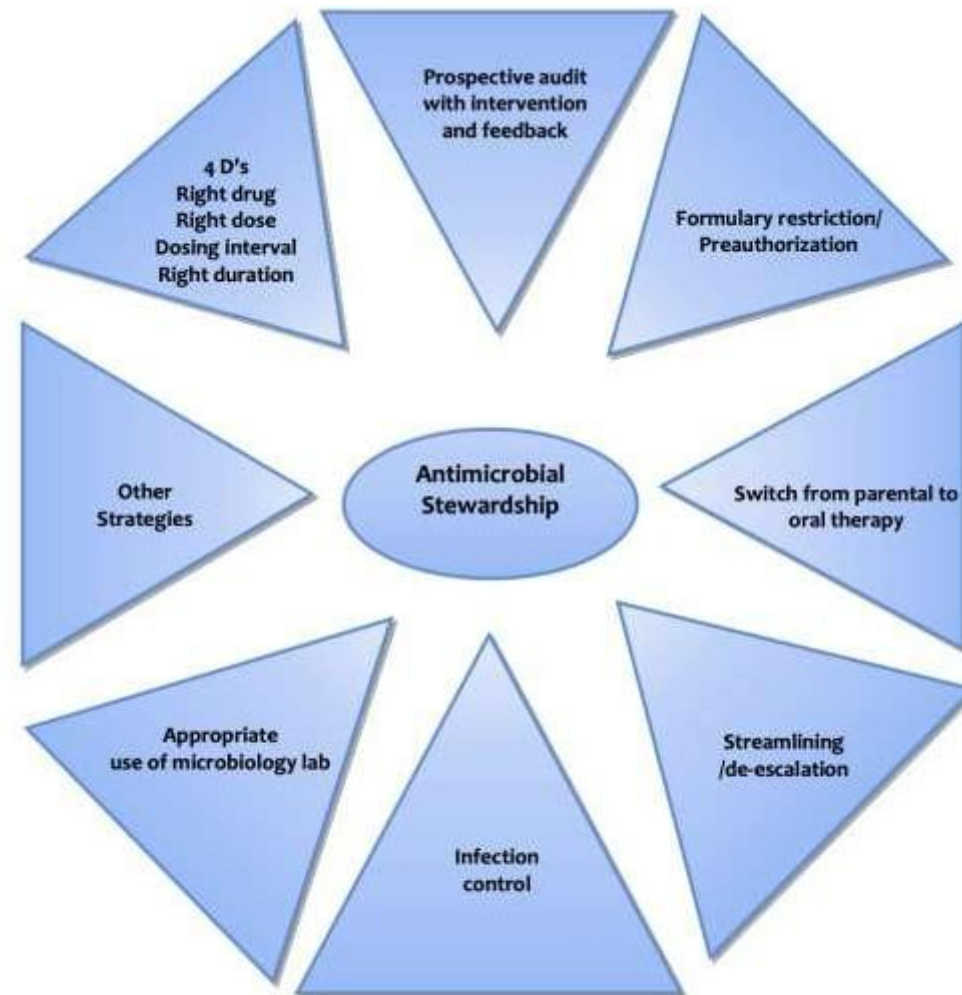 Prospective audit
with intervention
and feedback
4 D's
Right drug
Right dose
Dosing interval
Right duration
Formulary restriction/
Preauthorization
Other
Strategies
Antimicrobial
Stewardship
Switch from parental to
oral therapy
Appropriate
use of microbiology lab
Streamlining
/de-escalation
Infection
control